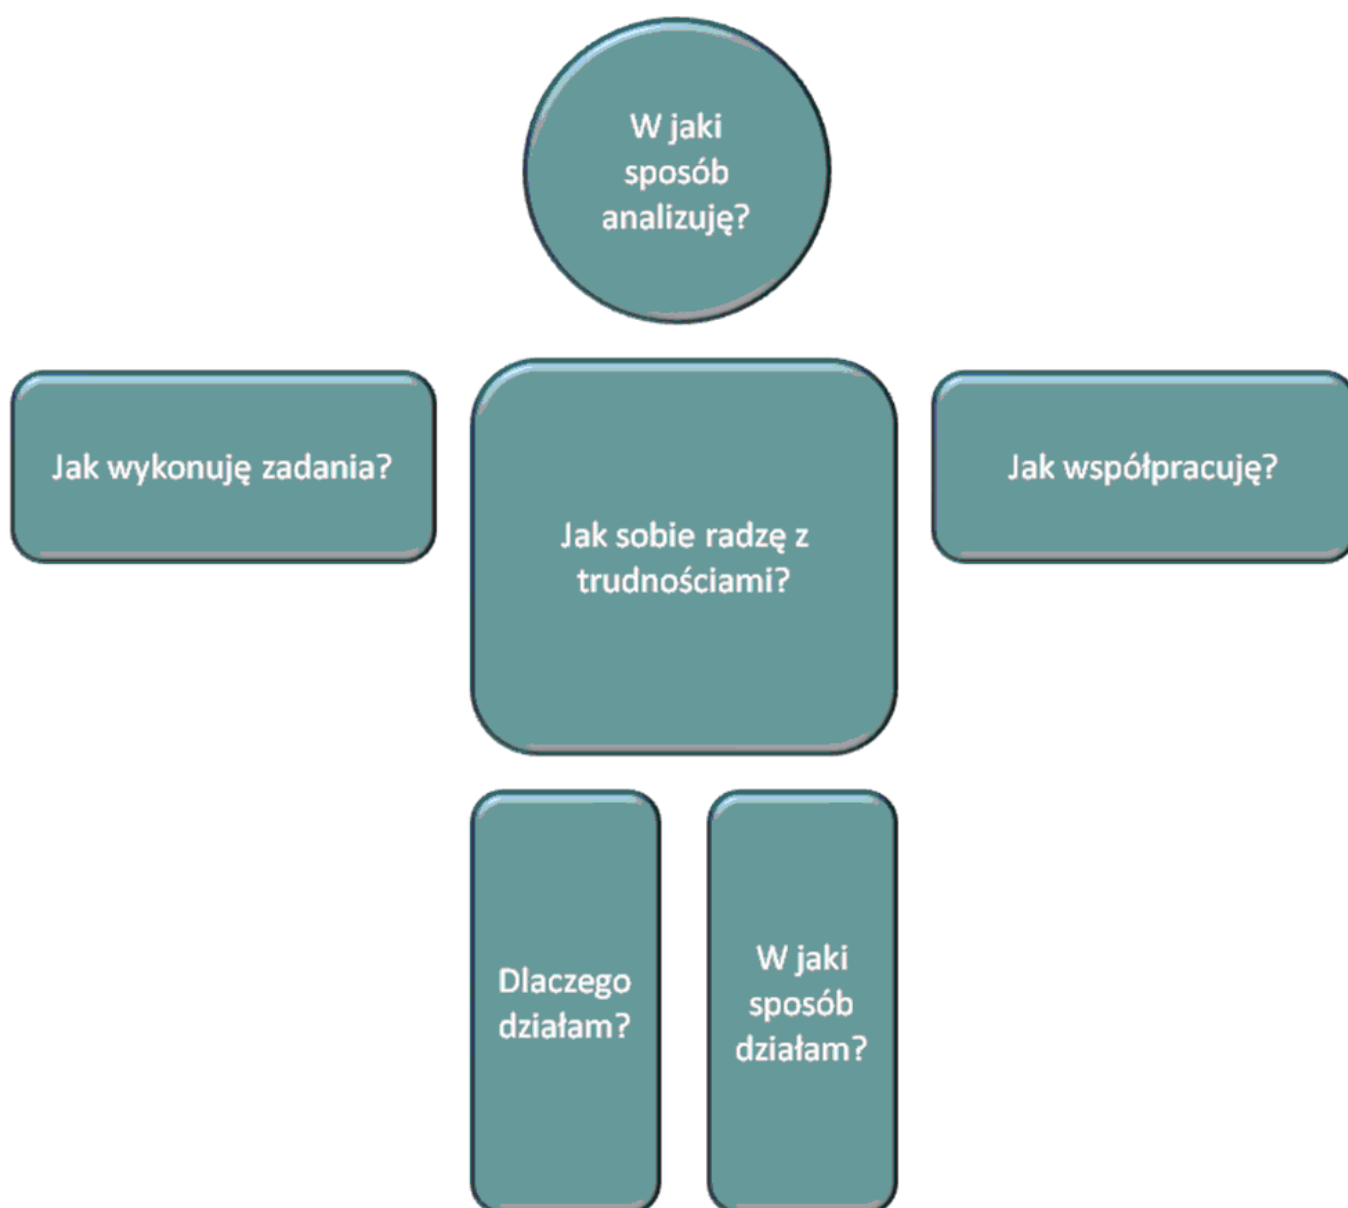 W jaki
sposób
analizuję?
Jak wykonuję zadania?
Jak sobie radzę z
trudnościami?
Jak współpracuję?
Dlaczego
działam?
W jaki
sposób
działam?